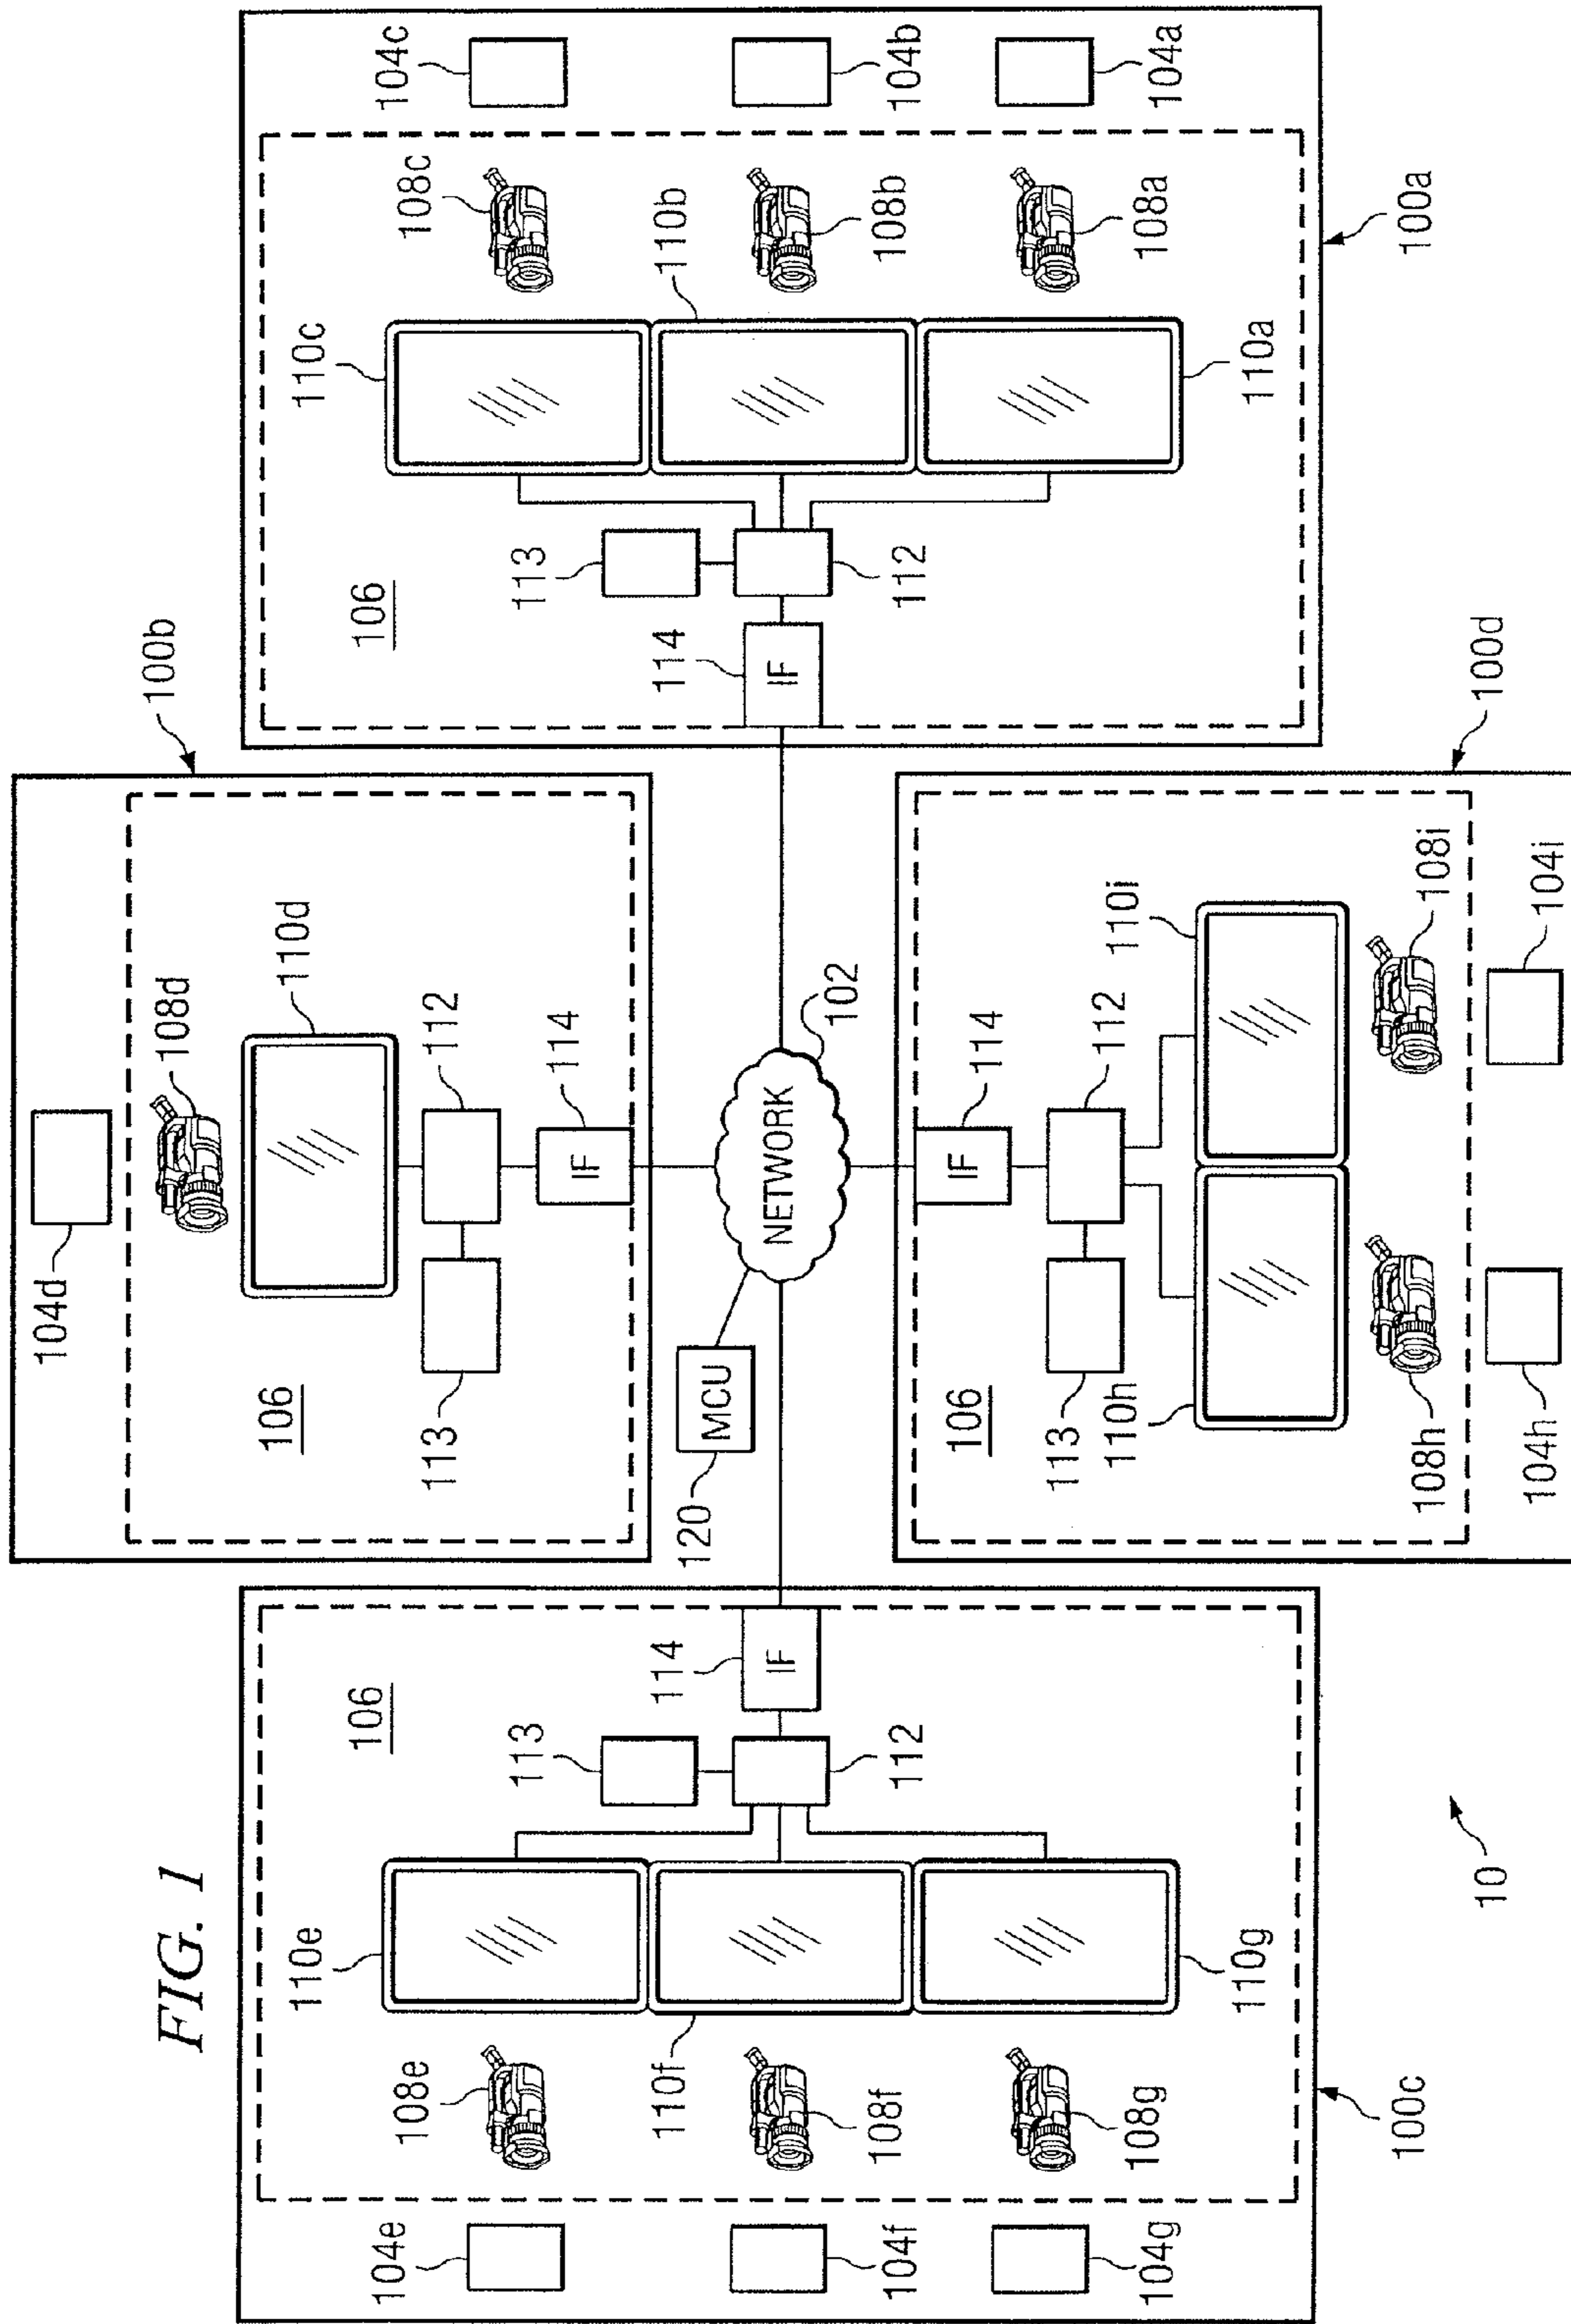 FIG. 1
104e
104f
104g
108e
108f
108g
110e
110f
110g
106
113
112
114
IF
100c
10
104d
108d
110d
106
113
112
114
IF
100b
120
MCU
NETWORK
102
106
113
112
114
IF
110h
110i
108h
108i
104h
104i
100d
106
114
IF
113
112
110c
110b
110a
108c
108b
108a
104c
104b
104a
100a